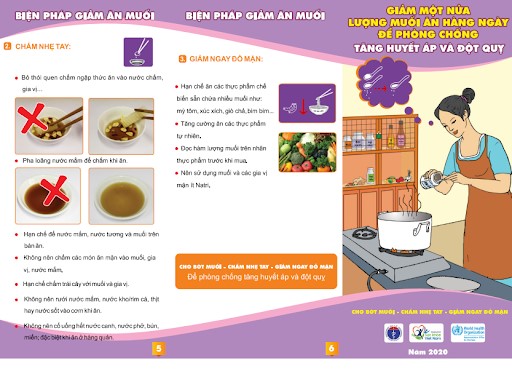 BIỆN PHÁP GIẢM ĂN MUỐI
2. CHẤM NHẸ TAY:
Bỏ thói quen chấm ngập thức ăn vào nước chấm,
gia vị...
Pha loãng nước mắm để chấm khi ăn.
Hạn chế để nước mắm, nước tương và muối trên
bàn ăn.
Không nên chấm các món ăn mặn vào muối, gia
vị, nước mắm,
Hạn chế chấm trái cây với muối và gia vị.
Không nên rưới nước mắm, nước kho/rim cá, thịt
hay nước sốt vào cơm khi ăn.
Không nên cố uống hết nước canh, nước phở, bún,
miến; đặc biệt khi ăn ở hàng quán.
5
BIỆN PHÁP GIẢM ĂN MUỐI
3. GIẢM NGAY ĐỒ MẶN:
Hạn chế ăn các thực phẩm chế
biến sẵn chứa nhiều muối như:
mỳ tôm, xúc xích, giò chả, bim bim...
Tăng cường ăn các thực phẩm
tự nhiên.
Đọc hàm lượng muối trên nhãn
thực phẩm trước khi mua.
Nên sử dụng muối và các gia vị
mặn ít Natri.
CHO BỚT MUỐI - CHẤM NHẸ TAY - GIẢM NGAY ĐỒ MẶN
Để phòng chống tăng huyết áp và đột quỵ
6
GIẢM MỘT NỬA
LƯỢNG MUỐI ĂN HÀNG NGÀY
ĐỂ PHÒNG CHỐNG
TĂNG HUYẾT ÁP VÀ ĐỘT QUỴ
CHO BỚT MUỐI - CHẤM NHẸ TAY - GIẢM NGAY ĐỒ MẶN
World Health
Organization
Năm 2020